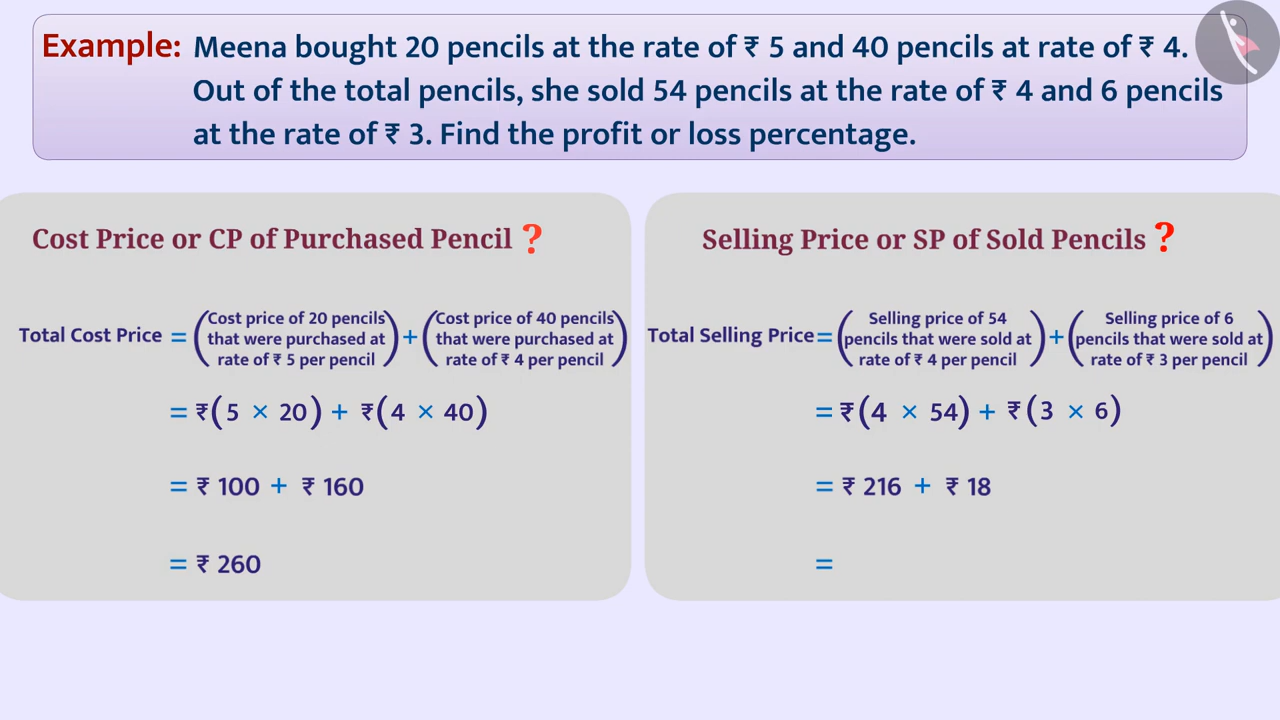 Example: Meena bought 20 pencils at the rate of ₹ 5 and 40 pencils at rate of ₹ 4.
Out of the total pencils, she sold 54 pencils at the rate of ₹ 4 and 6 pencils
at the rate of ₹ 3. Find the profit or loss percentage.
Cost Price or CP of Purchased Pencil ?
Total Cost Price = (Cost price of 20 pencils that were purchased at rate of ₹ 5 per pencil) + (Cost price of 40 pencils that were purchased at rate of ₹ 4 per pencil)
= ₹(5 × 20) + ₹(4 × 40)
= ₹ 100 + ₹ 160
= ₹ 260
Selling Price or SP of Sold Pencils ?
Total Selling Price = (Selling price of 54 pencils that were sold at rate of ₹ 4 per pencil) + (Selling price of 6 pencils that were sold at rate of ₹ 3 per pencil)
= ₹(4 × 54) + ₹(3 × 6)
= ₹ 216 + ₹ 18
=